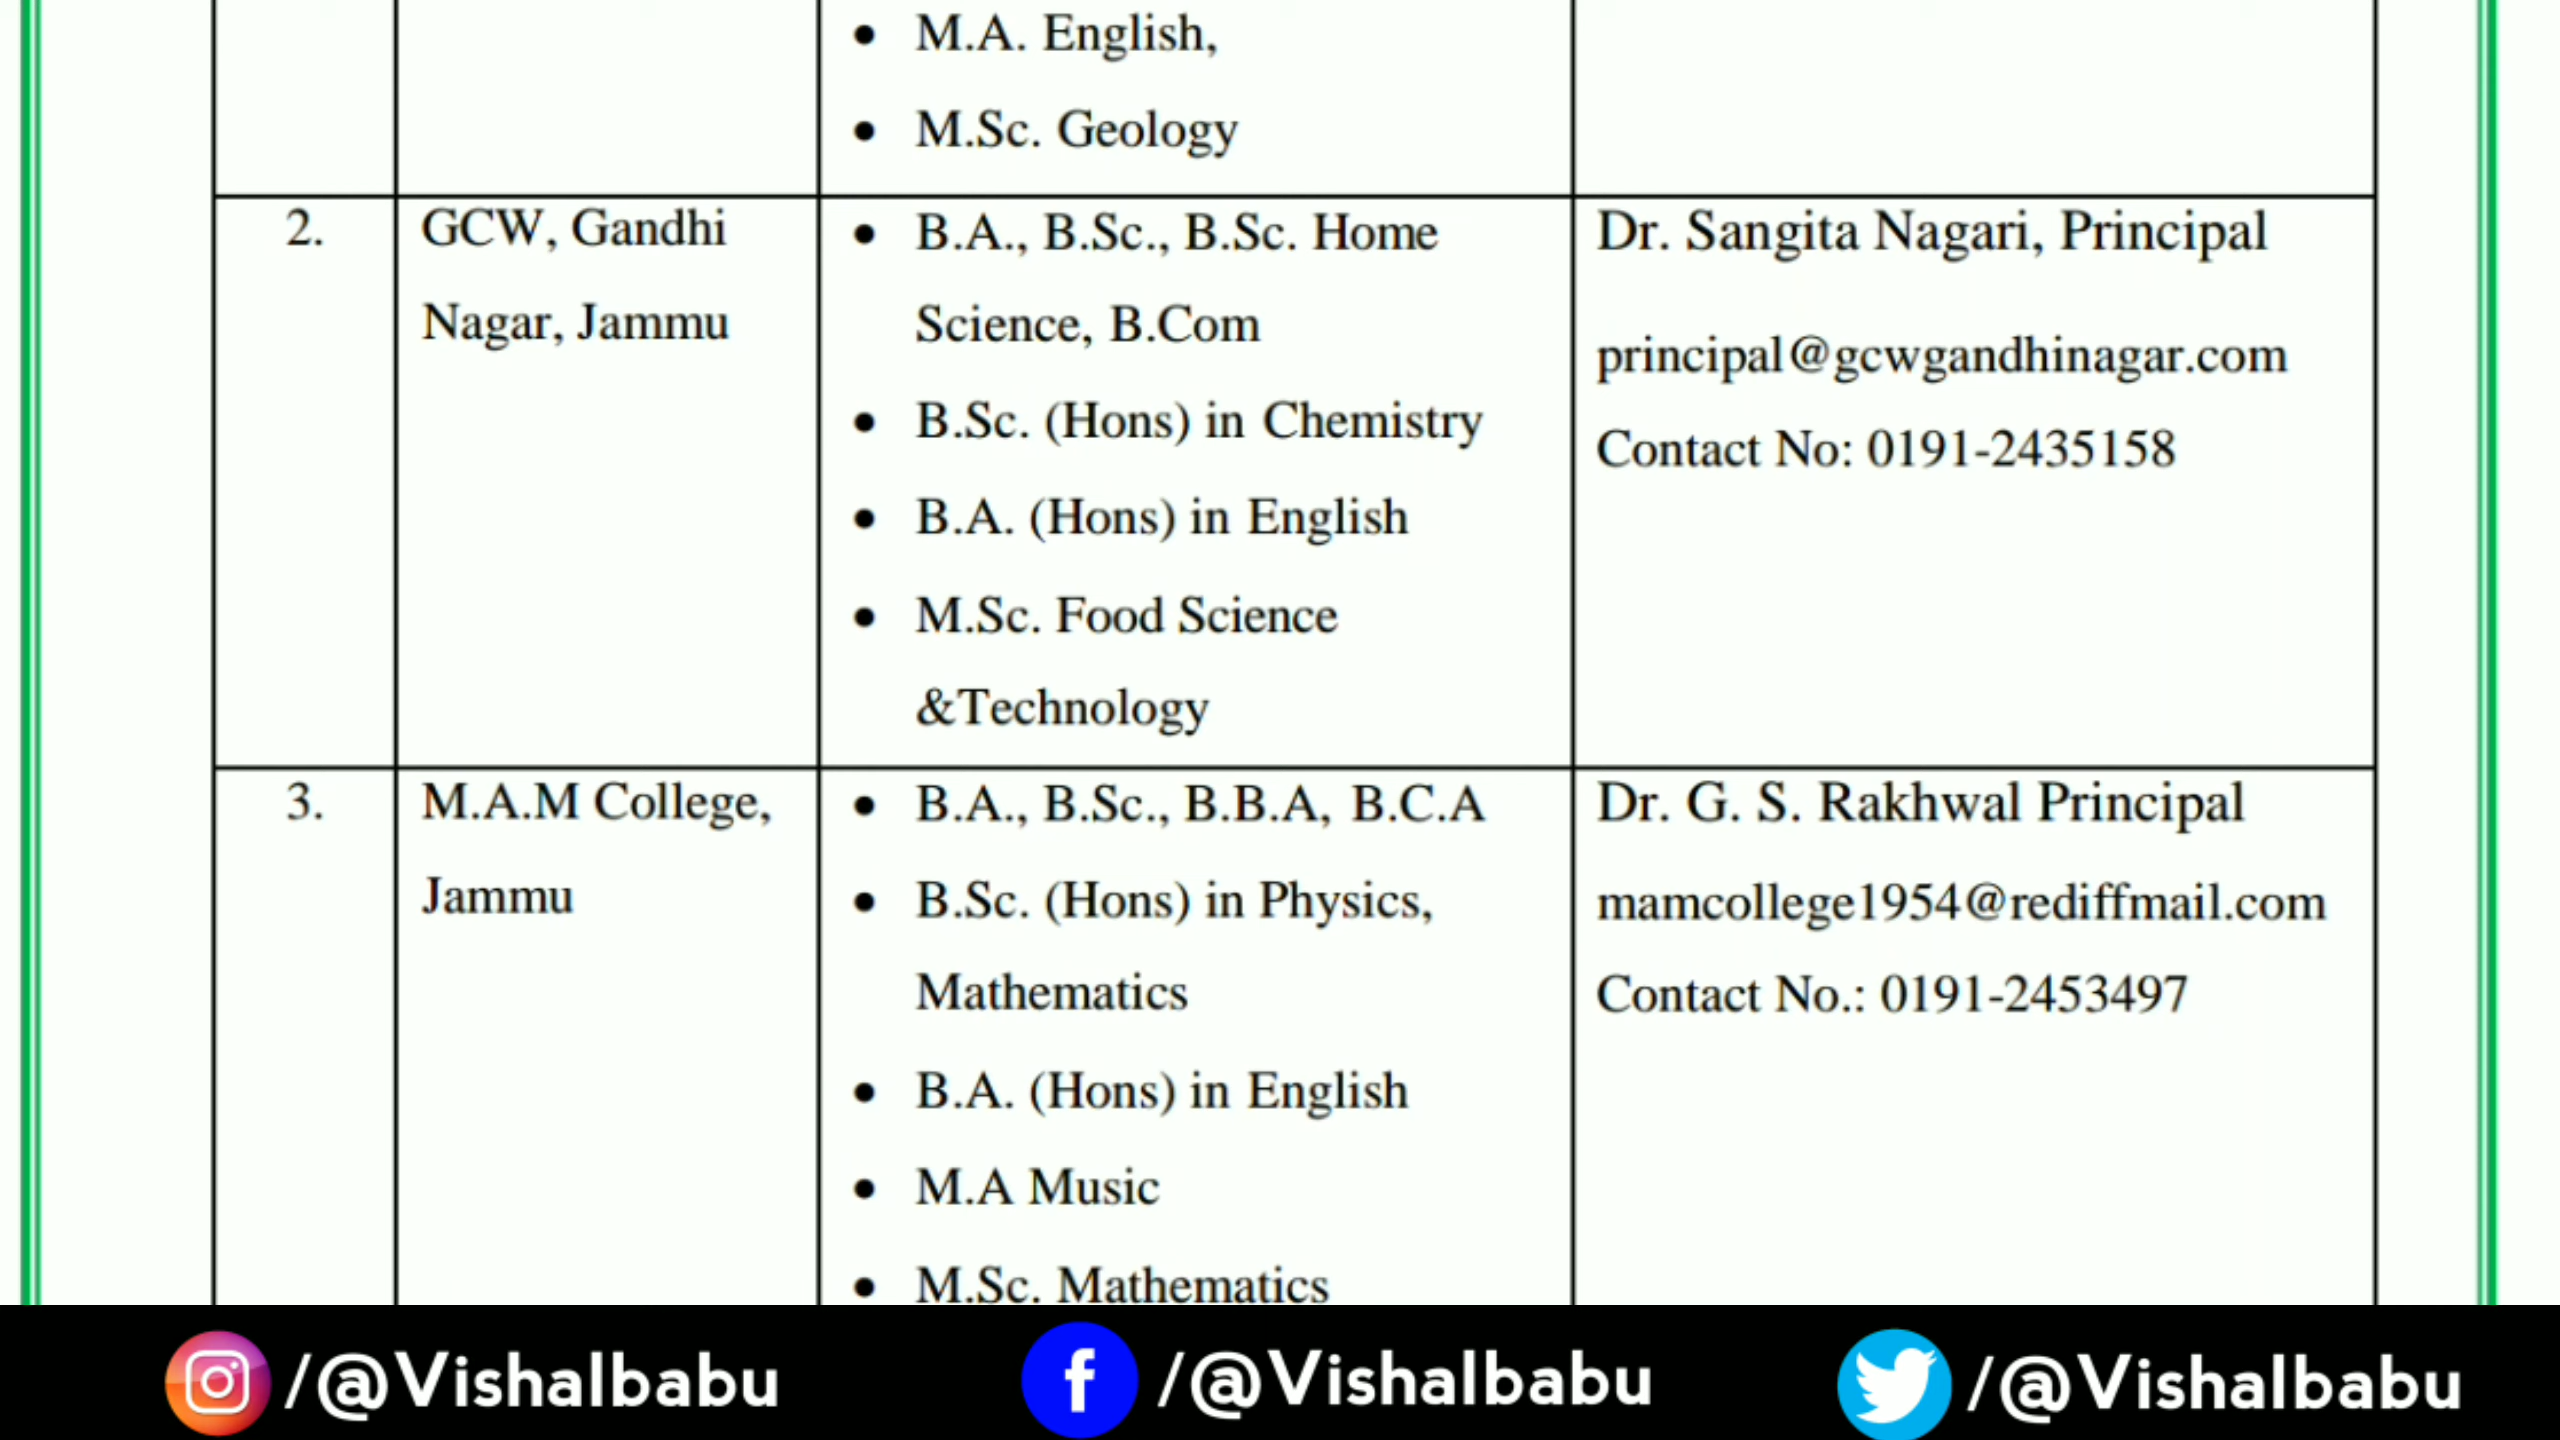 M.A. English,
M.Sc. Geology
2.
GCW, Gandhi
Nagar, Jammu
B.A., B.Sc., B.Sc. Home
Science, B.Com
B.Sc. (Hons) in Chemistry
B.A. (Hons) in English
M.Sc. Food Science
&Technology
Dr. Sangita Nagari, Principal
principal@gcwgandhinagar.com
Contact No: 0191-2435158
3.
M.A.M College,
Jammu
B.A., B.Sc., B.B.A, B.C.A
B.Sc. (Hons) in Physics,
Mathematics
B.A. (Hons) in English
M.A Music
M.Sc. Mathematics
Dr. G. S. Rakhwal Principal
mamcollege1954@rediffmail.com
Contact No.: 0191-2453497
/@Vishalbabu
/@Vishalbabu
/@Vishalbabu